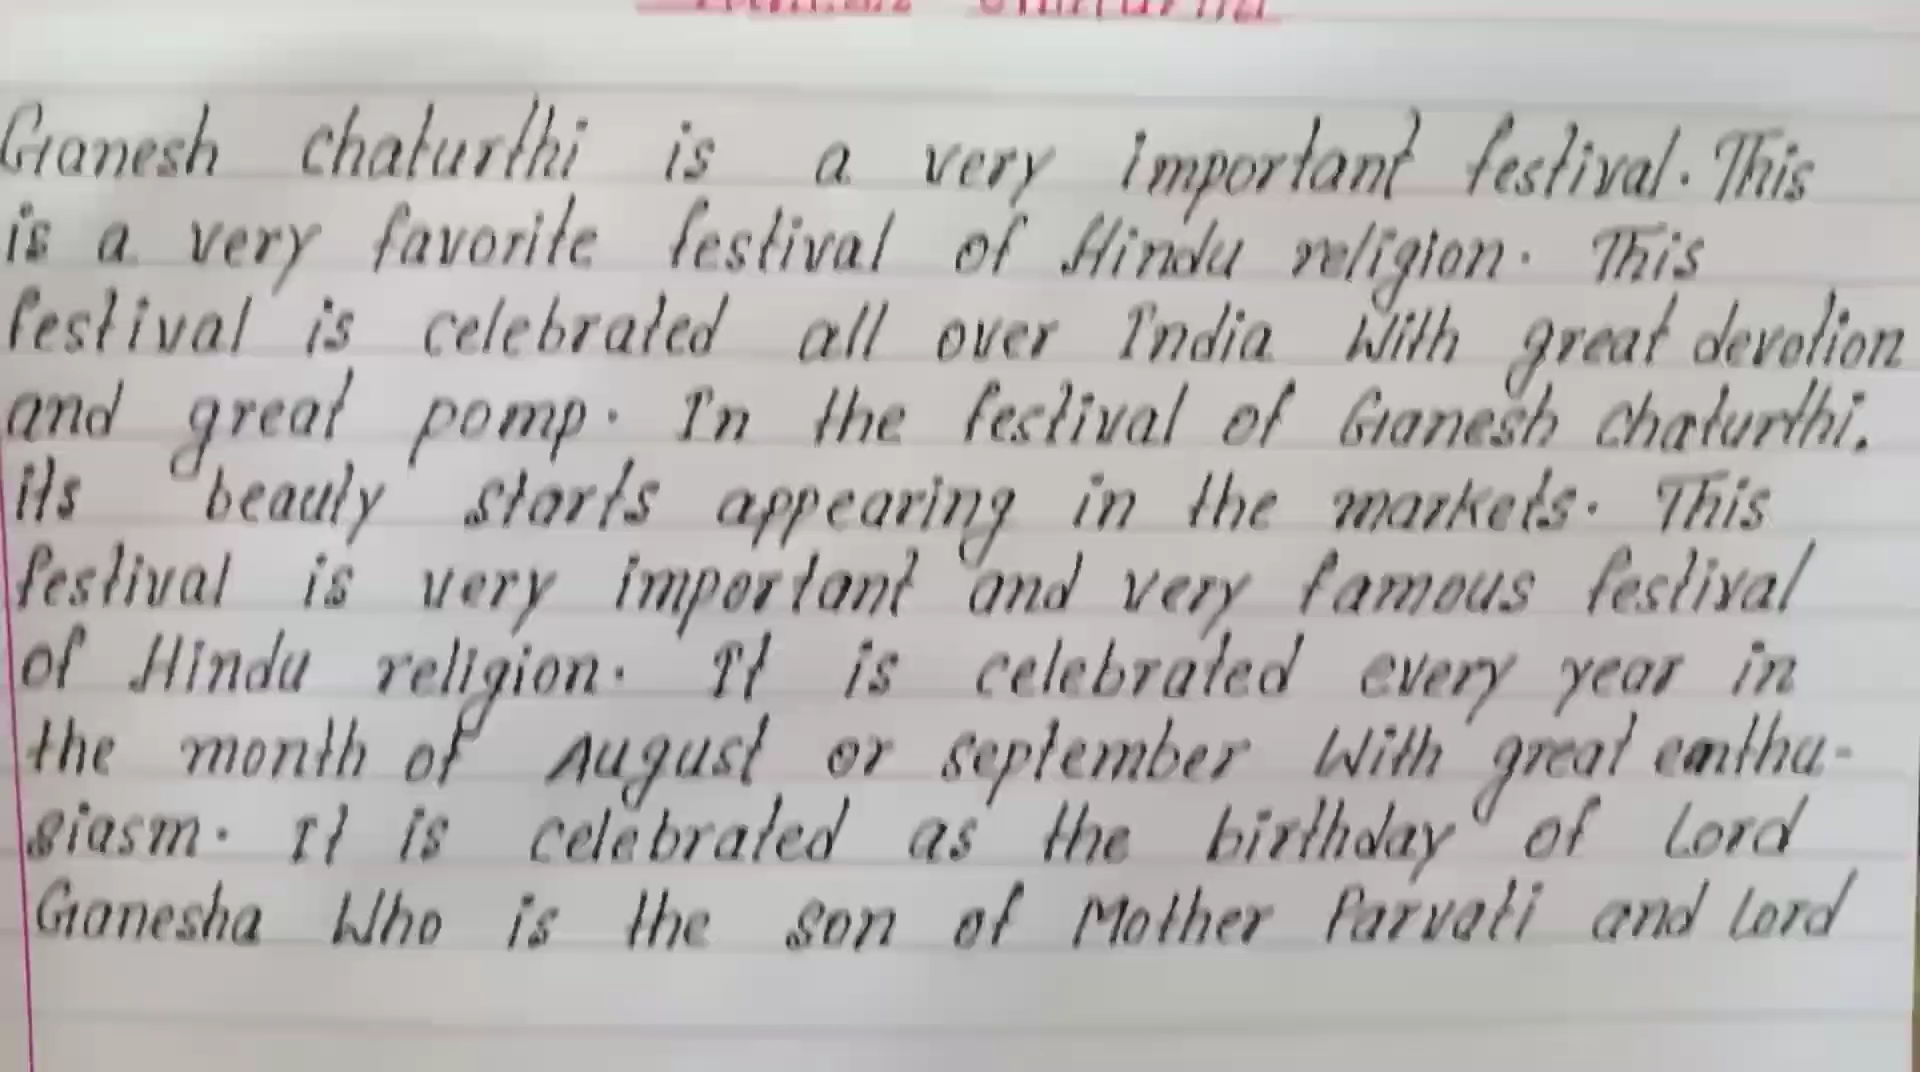 Ganesh chaturthi is a very important festival. This
is a very favorite festival of Hindu religion. This
festival is celebrated all over India With great devotion
and great pomp. In the festival of Ganesh chaturthi.
its beauty starts appearing in the markets. This
festival is very important and very famous festival
of Hindu religion. It is celebrated every year in
the month of August or september With great enthu-
siasm. It is celebrated as the birthday of Lord
Ganesha Who is the son of Mother Parvati and Lord